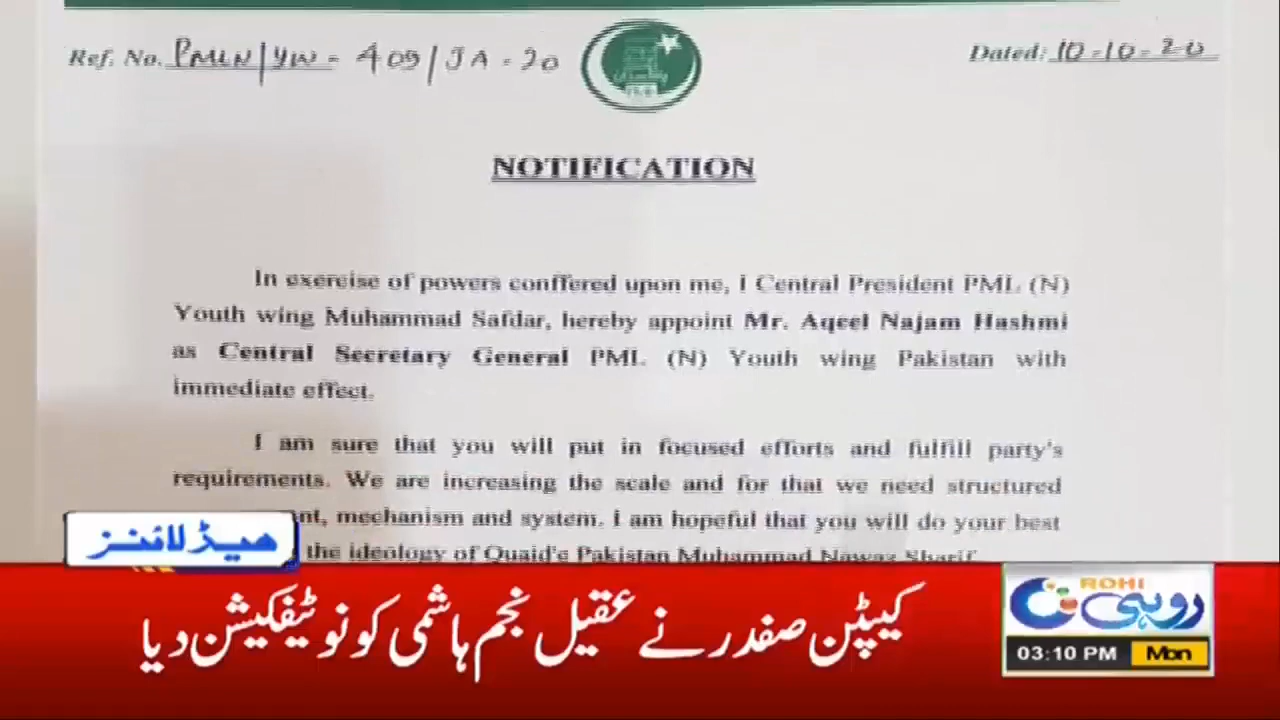 Ref. No. PMLN/YW - 409/JA - 20
Dated: 10-10-20
NOTIFICATION
In exercise of powers conffered upon me, I Central President PML (N)
Youth wing Muhammad Safdar, hereby appoint Mr. Aqeel Najam Hashmi
as Central Secretary General PML (N) Youth wing Pakistan with
immediate effect.
I am sure that you will put in focused efforts and fulfill party's
requirements. We are increasing the scale and for that we need structured
mechanism and system. I am hopeful that you will do your best
the ideology of Quaid'e Pakistan Muhammad Nawaz Sharif
ہیڈلائنز
کیپٹن صفدر نے عقیل نجم ہاشمی کو نوٹیفکیشن دیا
ROHI
روہی
03:10 PM Mon